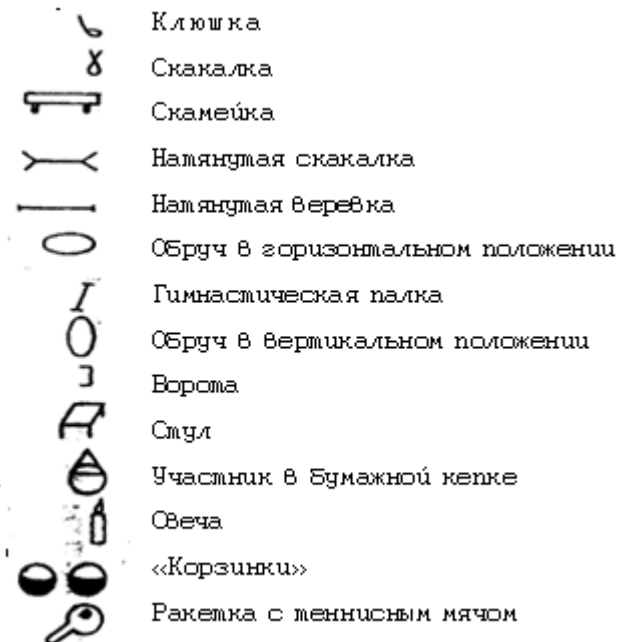 Клюшка
Скакалка
Скамейка
Натянутая скакалка
Натянутая веревка
Обруч в горизонтальном положении
Гимнастическая палка
Обруч в вертикальном положении
Ворота
Стул
Участник в бумажной кепке
Свеча
«Корзинки»
Ракетка с теннисным мячом